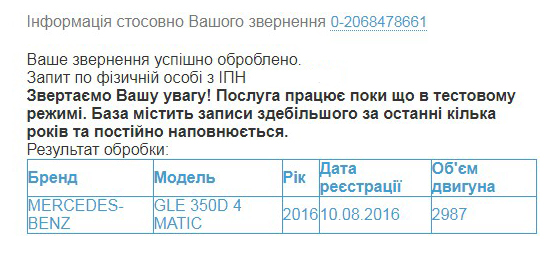 Інформація стосовно Вашого звернення 0-2068478661
Ваше звернення успішно оброблено.
Запит по фізичній особі з ІПН
Звертаємо Вашу увагу! Послуга працює поки що в тестовому
режимі. База містить записи здебільшого за останні кілька
років та постійно наповнюється.
Результат обробки:
Бренд Модель Рік Дата реєстрації Об'єм двигуна
MERCEDES-BENZ GLE 350D 4 MATIC 2016 10.08.2016 2987